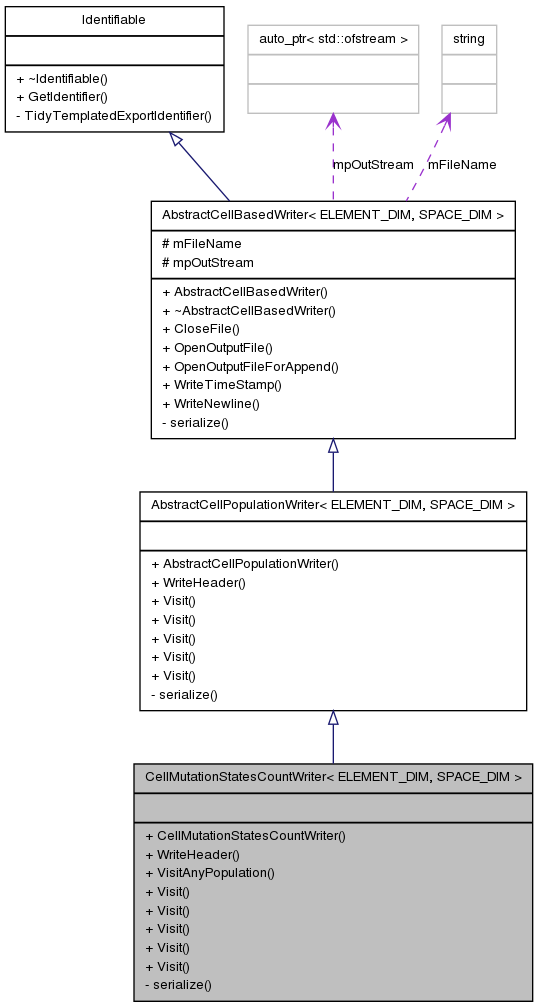 Identifiable
+ ~Identifiable()
+ GetIdentifier()
- TidyTemplatedExportIdentifier()
auto_ptr< std::ofstream >
string
mpOutStream
mFileName
AbstractCellBasedWriter< ELEMENT_DIM, SPACE_DIM >
# mFileName
# mpOutStream
+ AbstractCellBasedWriter()
+ ~AbstractCellBasedWriter()
+ CloseFile()
+ OpenOutputFile()
+ OpenOutputFileForAppend()
+ WriteTimeStamp()
+ WriteNewline()
- serialize()
AbstractCellPopulationWriter< ELEMENT_DIM, SPACE_DIM >
+ AbstractCellPopulationWriter()
+ WriteHeader()
+ Visit()
+ Visit()
+ Visit()
+ Visit()
+ Visit()
- serialize()
CellMutationStatesCountWriter< ELEMENT_DIM, SPACE_DIM >
+ CellMutationStatesCountWriter()
+ WriteHeader()
+ VisitAnyPopulation()
+ Visit()
+ Visit()
+ Visit()
+ Visit()
+ Visit()
- serialize()